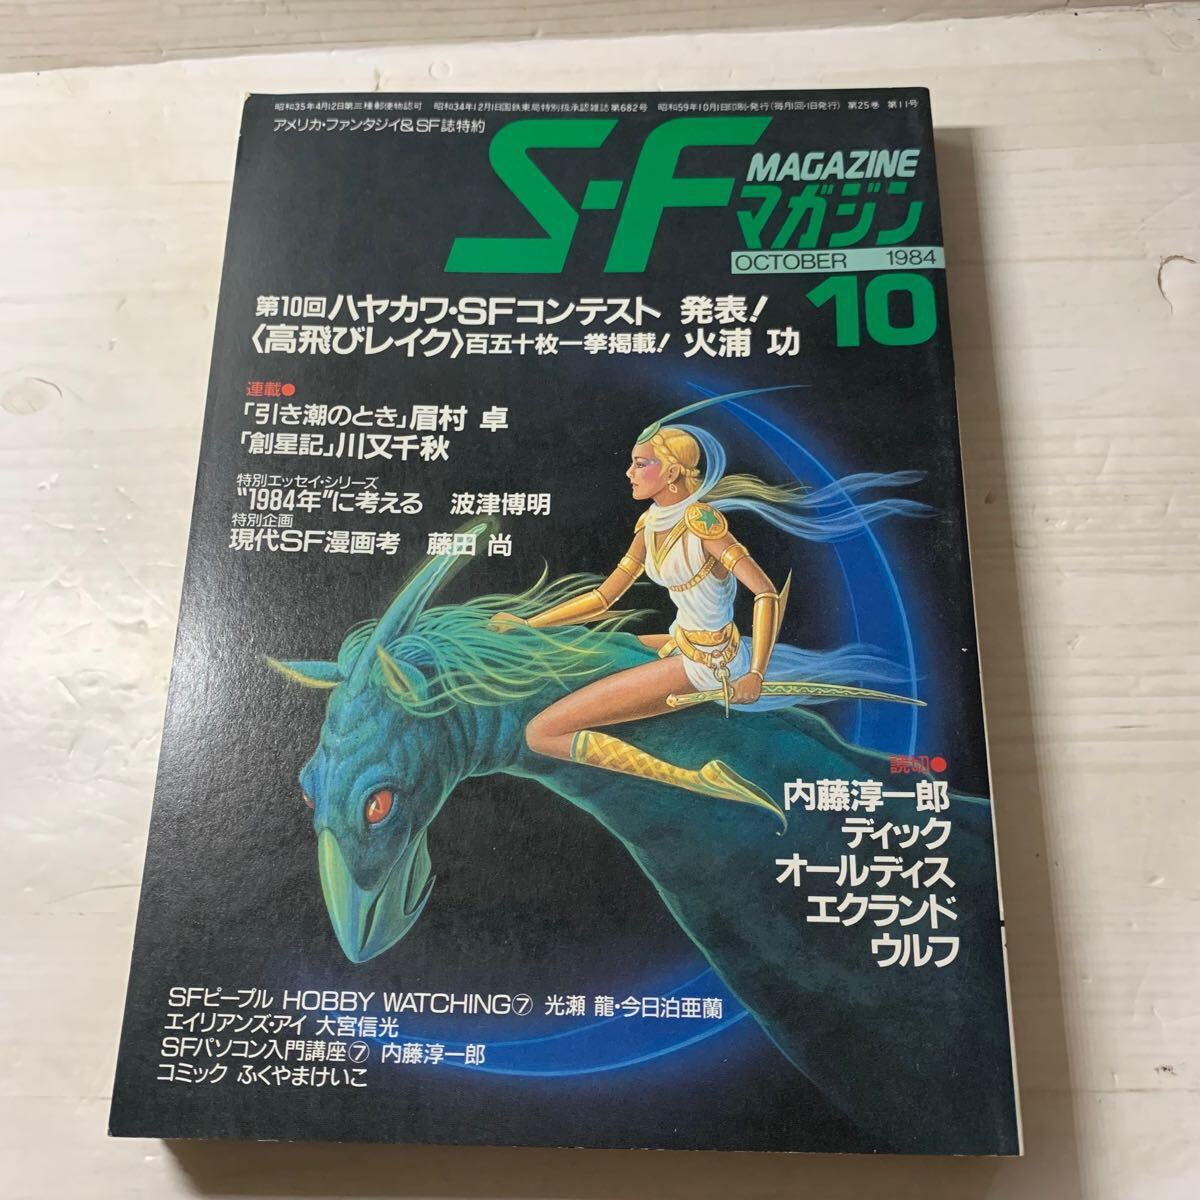 昭和35年4月12日第三種郵便物認可 昭和34年12月1日国鉄東局特別扱承認雑誌第682号 昭和59年10月1日印刷・発行(毎月1回・1日発行) 第25巻 第11号
アメリカ・ファンタジイ&SF誌特約
S-Fマガジン
MAGAZINE
OCTOBER 1984
10
第10回ハヤカワ・SFコンテスト 発表!
〈高飛びレイク〉百五十枚一挙掲載! 火浦 功
連載●
「引き潮のとき」眉村 卓
「創星記」川又千秋
特別エッセイ・シリーズ
"1984年"に考える 波津博明
特別企画
現代SF漫画考 藤田 尚
読切●
内藤淳一郎
ディック
オールディス
エクランド
ウルフ
SFピープル HOBBY WATCHING⑦ 光瀬 龍・今日泊亜蘭
エイリアンズ・アイ 大宮信光
SFパソコン入門講座⑦ 内藤淳一郎
コミック ふくやまけいこ